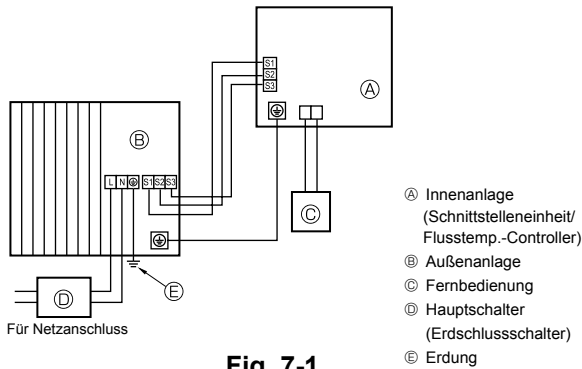 S1
S2
S3
Ⓐ
Ⓑ
L N S1 S2 S3
Ⓒ
Ⓓ
Ⓔ
Für Netzanschluss
Ⓐ Innenanlage
(Schnittstelleneinheit/
Flusstemp.-Controller)
Ⓑ Außenanlage
Ⓒ Fernbedienung
Ⓓ Hauptschalter
(Erdschlussschalter)
Ⓔ Erdung
Fig. 7-1